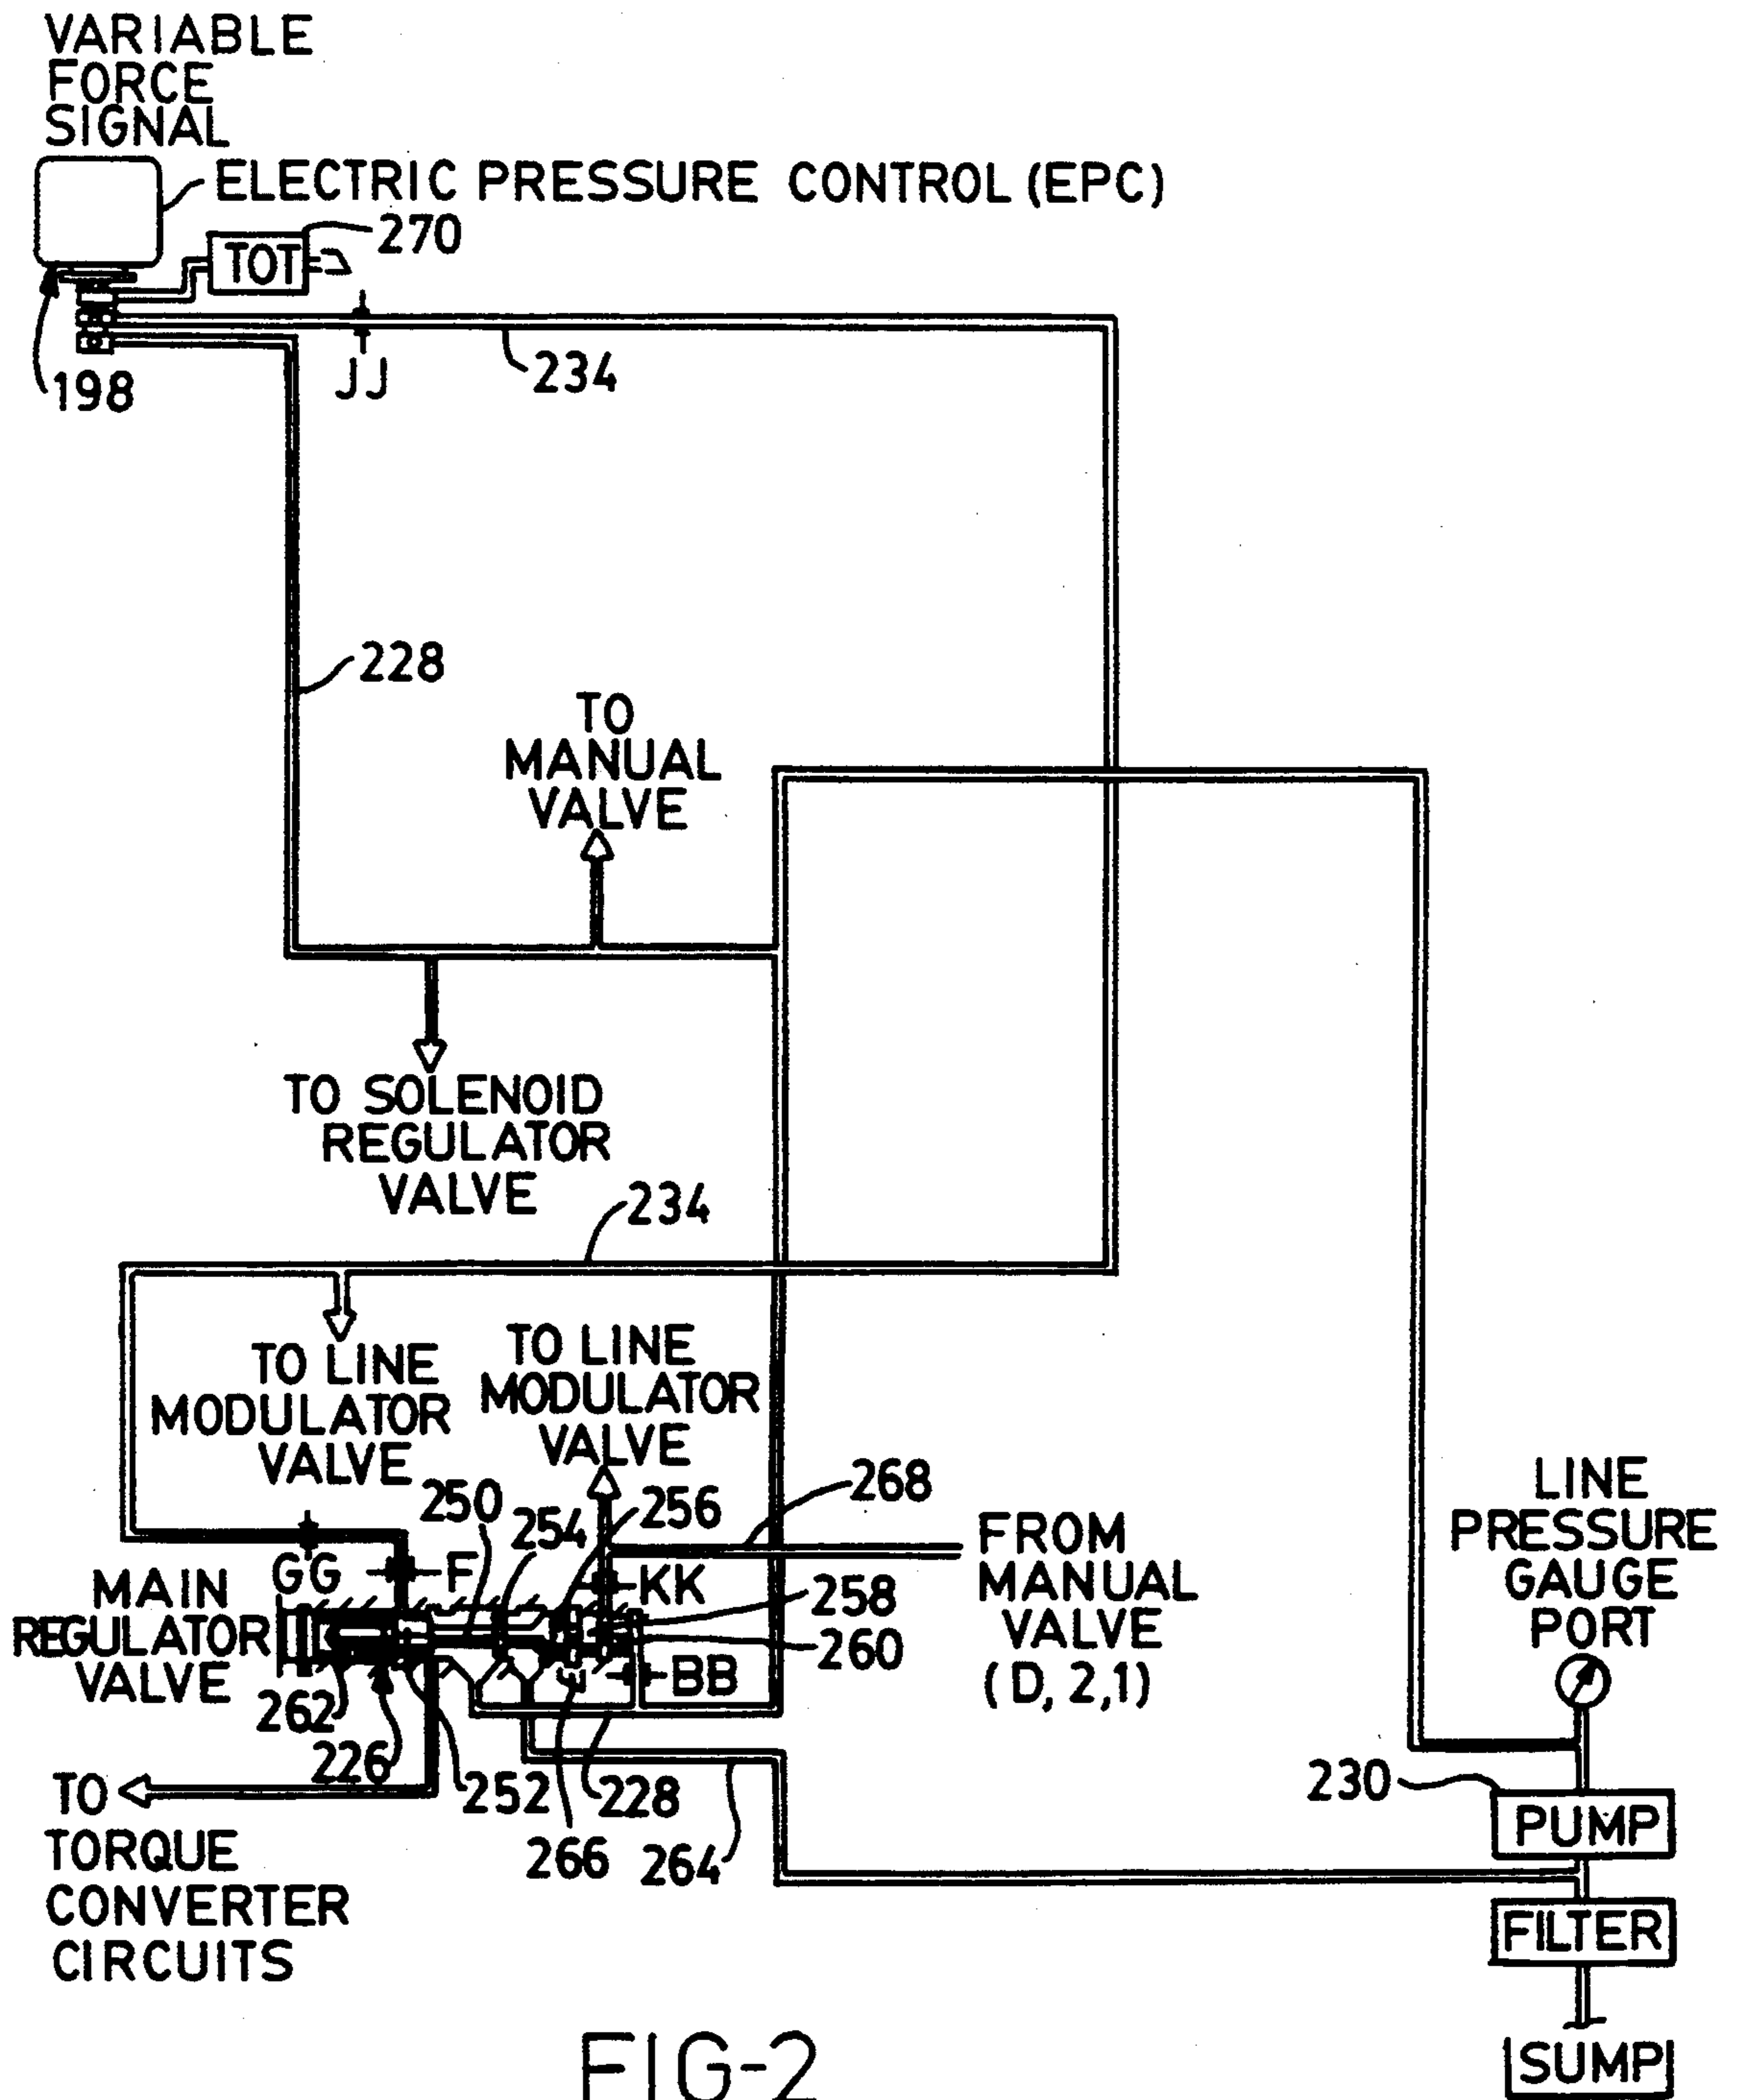 VARIABLE
FORCE
SIGNAL
ELECTRIC PRESSURE CONTROL (EPC)
270
TOT
198
JJ
234
228
TO
MANUAL
VALVE
TO SOLENOID
REGULATOR
VALVE
234
TO LINE
MODULATOR
VALVE
TO LINE
MODULATOR
VALVE
250
254
256
268
FROM
MANUAL
VALVE
(D, 2, 1)
LINE
PRESSURE
GAUGE
PORT
GG
F
KK
MAIN
REGULATOR
VALVE
258
260
BB
262
226
252
228
266
264
TO
TORQUE
CONVERTER
CIRCUITS
230
PUMP
FILTER
SUMP
FIG-2